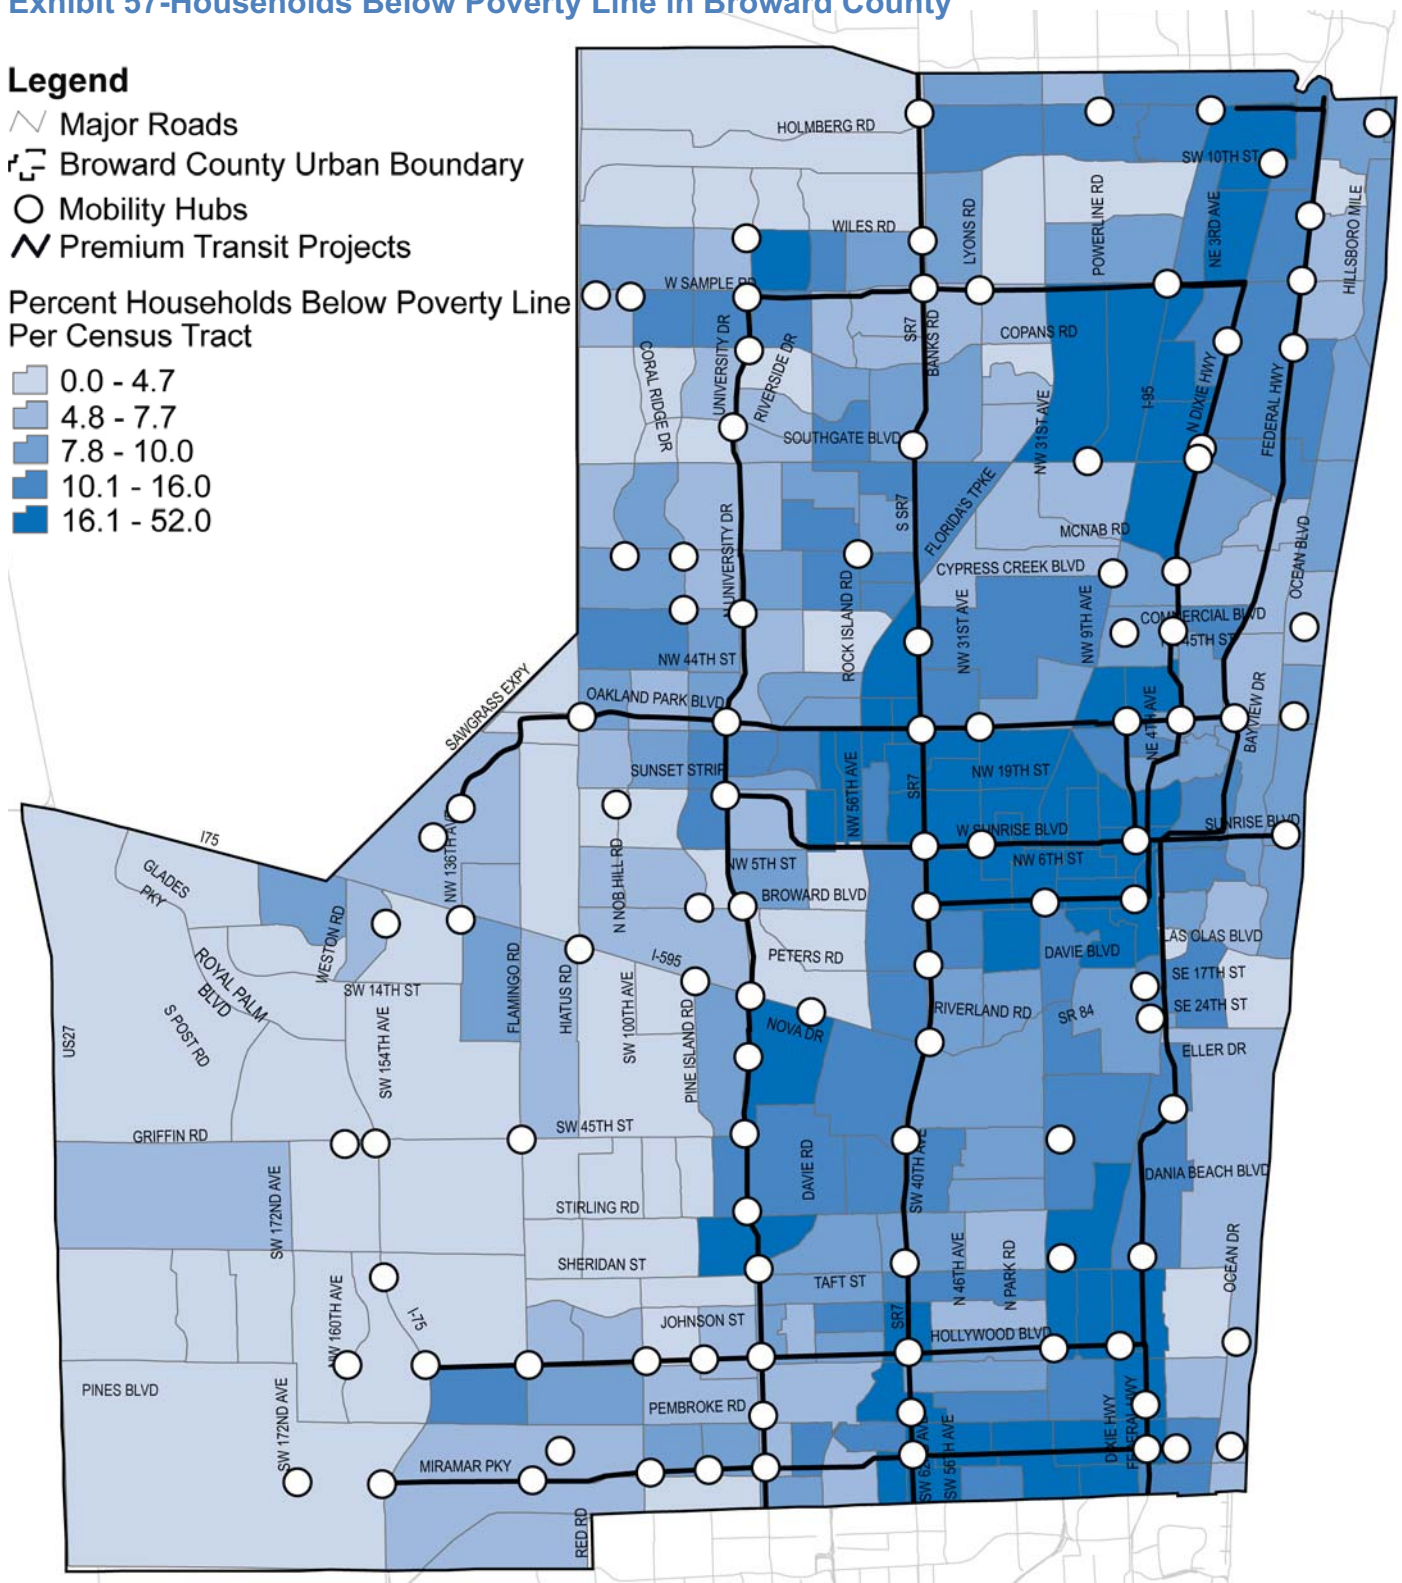 Exhibit 57-Households Below Poverty Line in Broward County
Legend
Major Roads
Broward County Urban Boundary
Mobility Hubs
Premium Transit Projects
Percent Households Below Poverty Line
Per Census Tract
0.0 - 4.7
4.8 - 7.7
7.8 - 10.0
10.1 - 16.0
16.1 - 52.0
HOLMBERG RD
SW 10TH ST
WILES RD
LYONS RD
POWERLINE RD
NE 3RD AVE
HILLSBORO MILE
W SAMPLE RD
UNIVERSITY DR
RIVERSIDE DR
CORAL RIDGE DR
SR7
BANKS RD
COPANS RD
I-95
N DIXIE HWY
FEDERAL HWY
SOUTHGATE BLVD
NW 31ST AVE
FLORIDA'S TPKE
S SR7
N UNIVERSITY DR
MCNAB RD
CYPRESS CREEK BLVD
OCEAN BLVD
ROCK ISLAND RD
NW 31ST AVE
NW 9TH AVE
COMMERCIAL BLVD
45TH ST
NW 44TH ST
SAWGRASS EXPY
OAKLAND PARK BLVD
NE 4TH AVE
BAYVIEW DR
SUNSET STRIP
NW 56TH AVE
SR7
NW 19TH ST
W SUNRISE BLVD
SUNRISE BLVD
I75
NW 136TH AVE
N NOB HILL RD
NW 5TH ST
NW 6TH ST
GLADES
PKY
BROWARD BLVD
WESTON RD
ROYAL PALM
BLVD
FLAMINGO RD
HIATUS RD
I-595
PETERS RD
DAVIE BLVD
LAS OLAS BLVD
SE 17TH ST
SW 14TH ST
SW 100TH AVE
PINE ISLAND RD
NOVA DR
RIVERLAND RD
SR 84
SE 24TH ST
S POST RD
US27
SW 154TH AVE
ELLER DR
GRIFFIN RD
SW 45TH ST
DAVIE RD
SW 40TH AVE
DANIA BEACH BLVD
SW 172ND AVE
STIRLING RD
SHERIDAN ST
TAFT ST
N 46TH AVE
N PARK RD
OCEAN DR
NW 160TH AVE
I-75
JOHNSON ST
SR7
HOLLYWOOD BLVD
PINES BLVD
SW 172ND AVE
PEMBROKE RD
DIXIE HWY
FEDERAL HWY
MIRAMAR PKY
SW 56TH AVE
RED RD